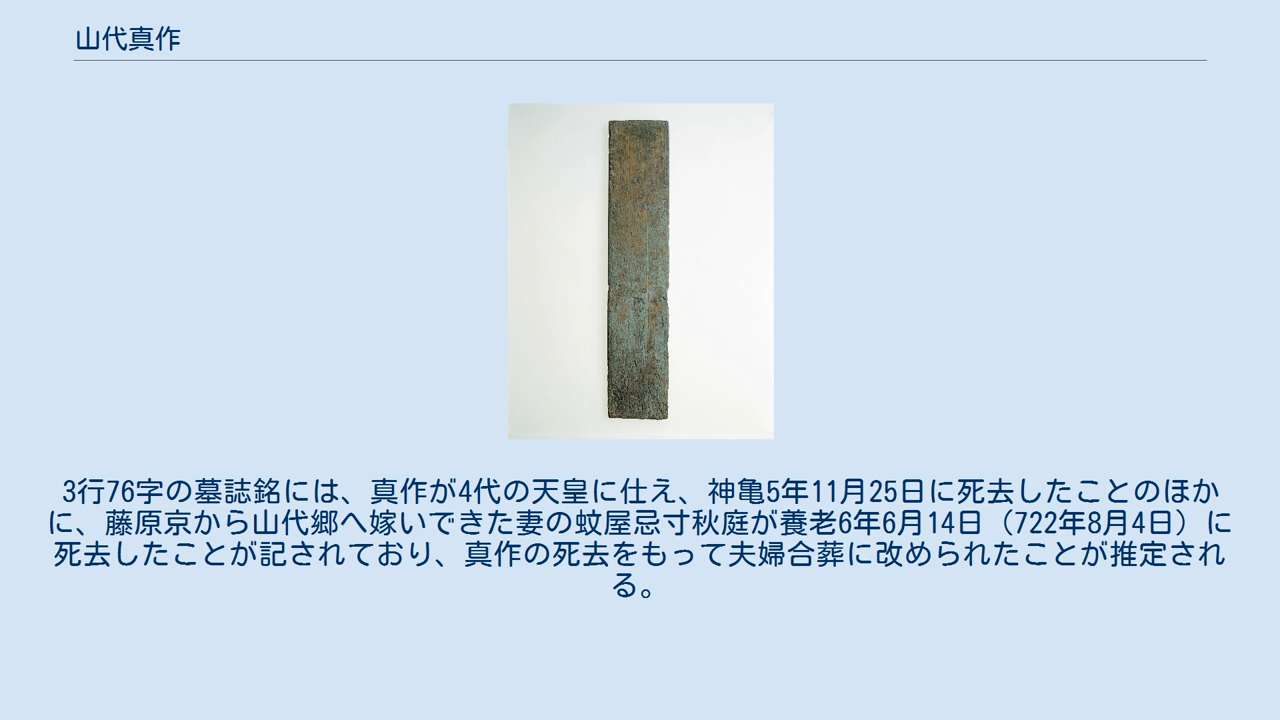 山代真作
3行76字の墓誌銘には、真作が4代の天皇に仕え、神亀5年11月25日に死去したことのほか
に、藤原京から山代郷へ嫁いできた妻の蚊屋忌寸秋庭が養老6年6月14日（722年8月4日）に
死去したことが記されており、真作の死去をもって夫婦合葬に改められたことが推定され
る。